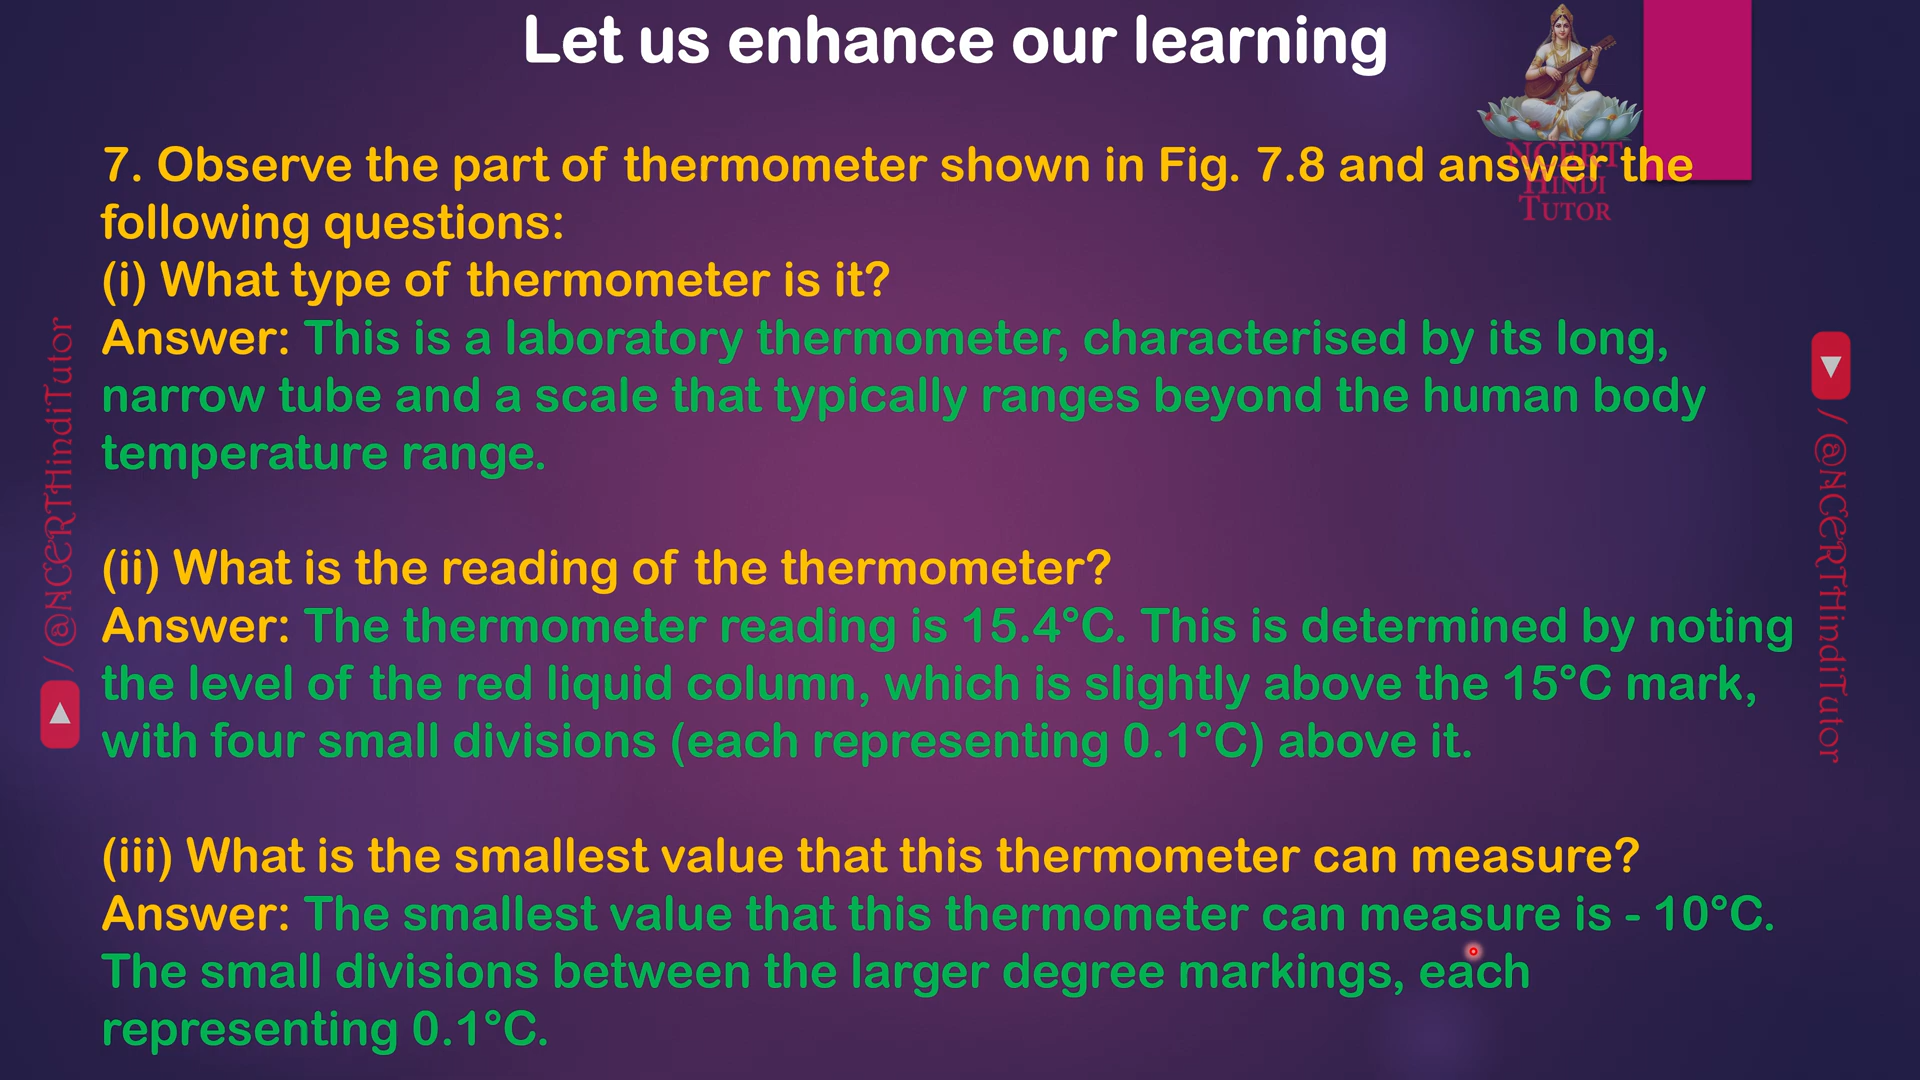 Let us enhance our learning
NCERT
HINDI
TUTOR
7. Observe the part of thermometer shown in Fig. 7.8 and answer the
following questions:
(i) What type of thermometer is it?
Answer: This is a laboratory thermometer, characterised by its long,
narrow tube and a scale that typically ranges beyond the human body
temperature range.
(ii) What is the reading of the thermometer?
Answer: The thermometer reading is 15.4°C. This is determined by noting
the level of the red liquid column, which is slightly above the 15°C mark,
with four small divisions (each representing 0.1°C) above it.
(iii) What is the smallest value that this thermometer can measure?
Answer: The smallest value that this thermometer can measure is - 10°C.
The small divisions between the larger degree markings, each
representing 0.1°C.
/ @NCERTHindiTutor
/ @NCERTHindiTutor